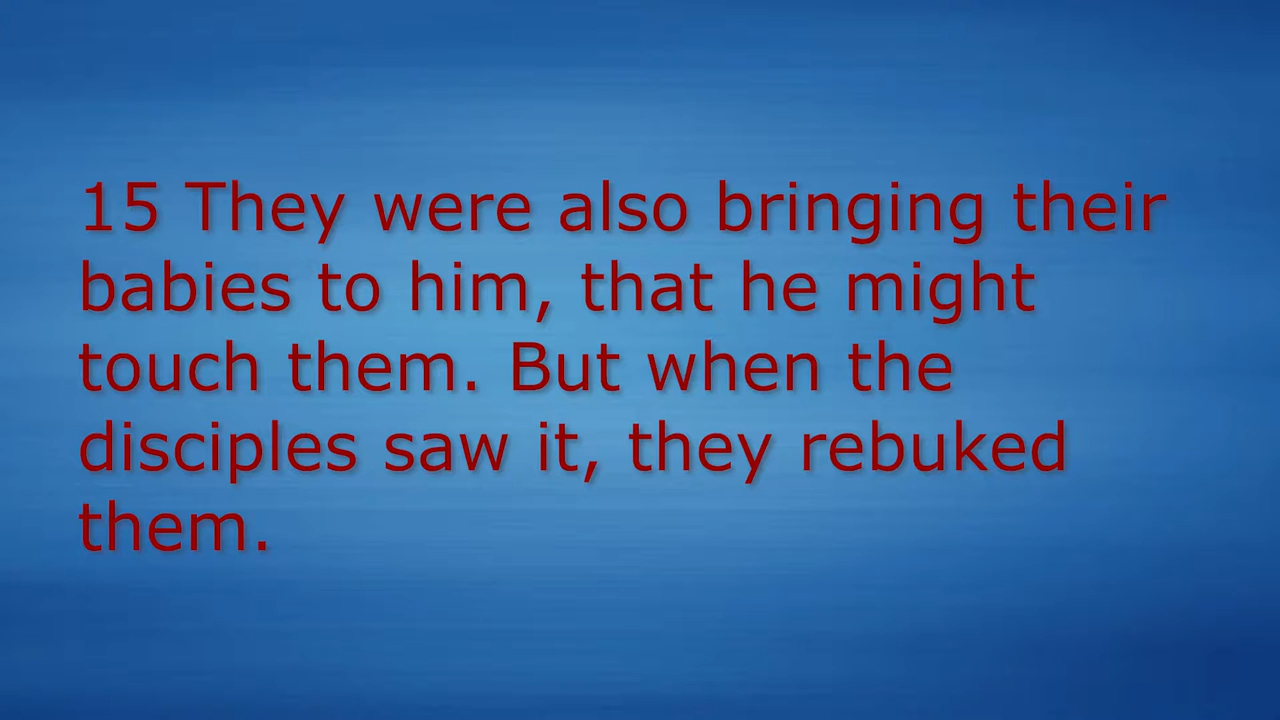 15 They were also bringing their
babies to him, that he might
touch them. But when the
disciples saw it, they rebuked
them.